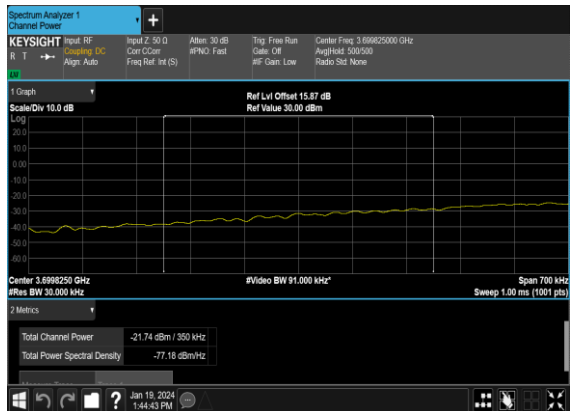 Spectrum Analyzer 1
Channel Power
KEYSIGHT
R T
Input: RF
Coupling: DC
Align: Auto
Input Z: 50 Ω
Corr CCorr
Freq Ref: Int (S)
Atten: 30 dB
#PNO: Fast
Trig: Free Run
Gate: Off
#IF Gain: Low
Center Freq: 3.699825000 GHz
Avg|Hold: 500/500
Radio Std: None
1 Graph
Scale/Div 10.0 dB
Ref Lvl Offset 15.87 dB
Ref Value 30.00 dBm
Log
20.0
10.0
0.00
-10.0
-20.0
-30.0
-40.0
-50.0
-60.0
Center 3.6998250 GHz
#Res BW 30.000 kHz
#Video BW 91.000 kHz*
Span 700 kHz
Sweep 1.00 ms (1001 pts)
2 Metrics
Total Channel Power -21.74 dBm / 350 kHz
Total Power Spectral Density -77.18 dBm/Hz
Jan 19, 2024
1:44:43 PM